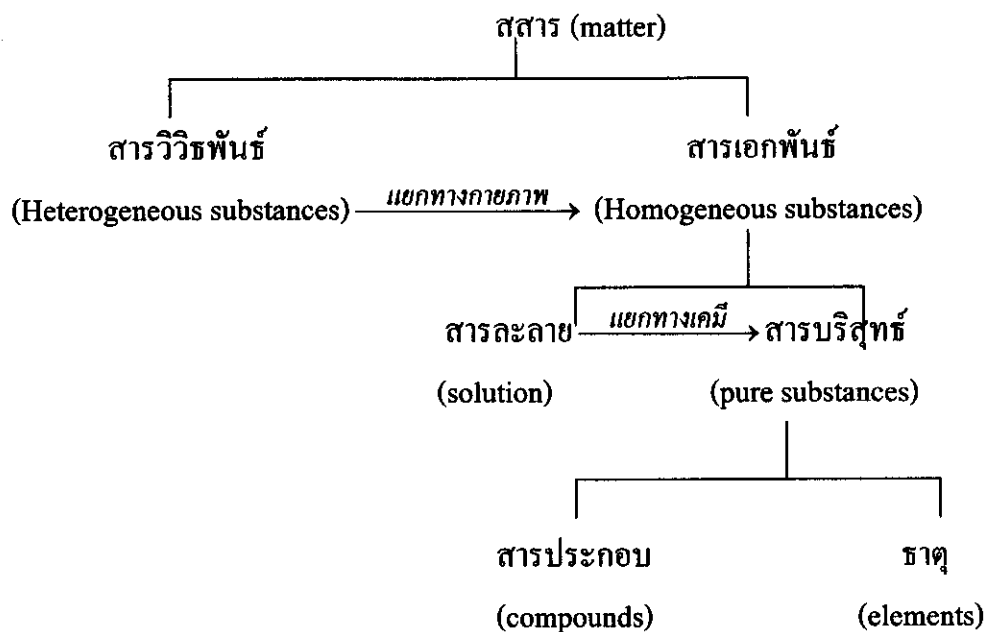 สสาร (matter)
สารวิวิธพันธ์ สารเอกพันธ์
(Heterogeneous substances) แยกทางกายภาพ (Homogeneous substances)
สารละลาย แยกทางเคมี สารบริสุทธ์
(solution) (pure substances)
สารประกอบ ธาตุ
(compounds) (elements)